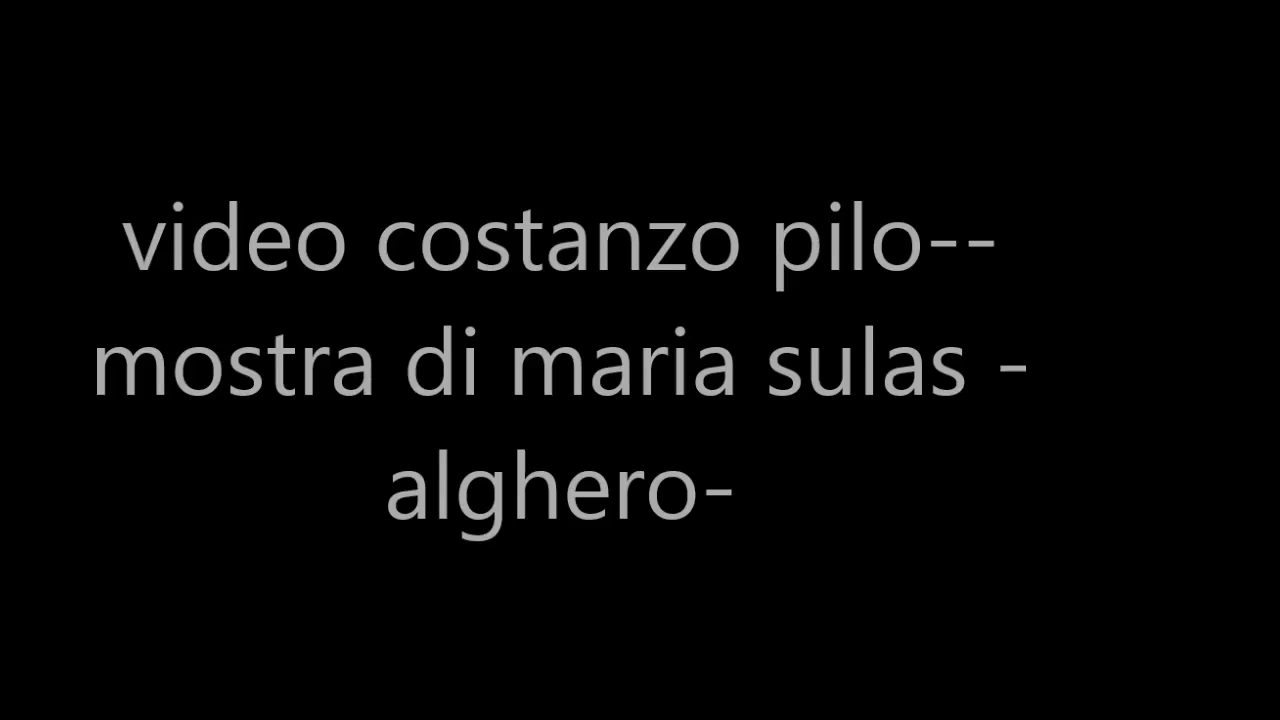 video costanzo pilo--
mostra di maria sulas -
alghero-